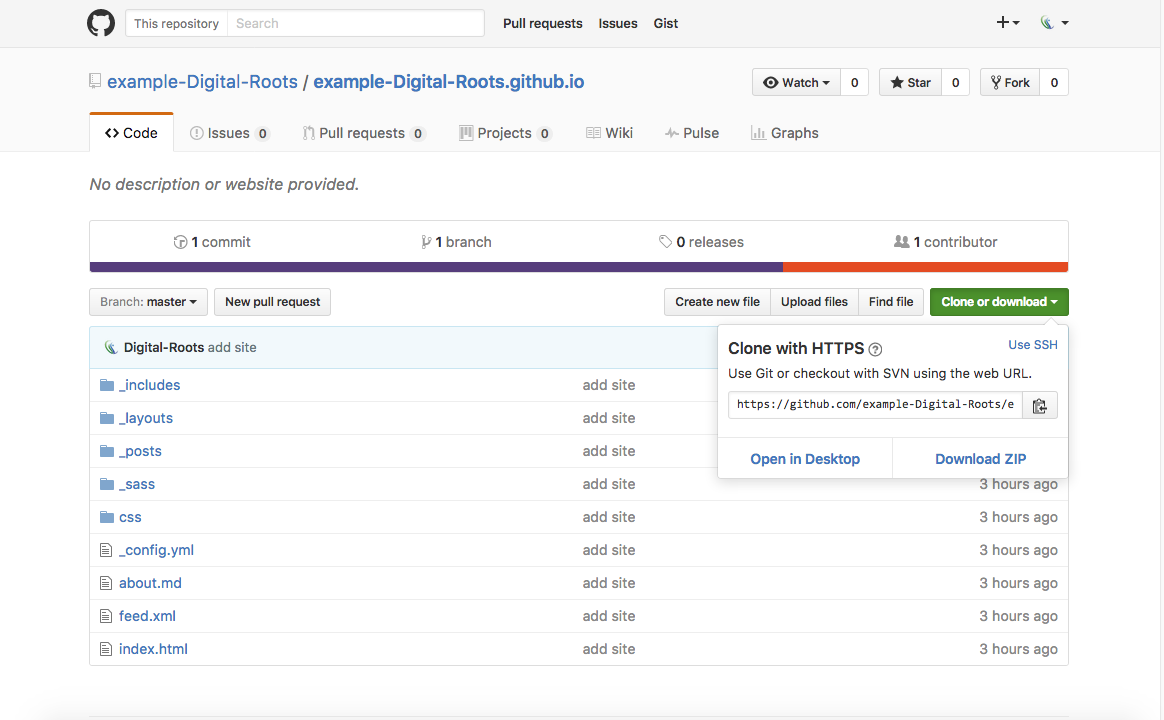 This repository Search Pull requests Issues Gist
example-Digital-Roots / example-Digital-Roots.github.io Watch 0 Star 0 Fork 0
Code Issues 0 Pull requests 0 Projects 0 Wiki Pulse Graphs
No description or website provided.
1 commit 1 branch 0 releases 1 contributor
Branch: master New pull request Create new file Upload files Find file Clone or download
Digital-Roots add site
Clone with HTTPS ? Use SSH
Use Git or checkout with SVN using the web URL.
https://github.com/example-Digital-Roots/e
Open in Desktop Download ZIP
_includes add site
_layouts add site
_posts add site
_sass add site 3 hours ago
css add site 3 hours ago
_config.yml add site 3 hours ago
about.md add site 3 hours ago
feed.xml add site 3 hours ago
index.html add site 3 hours ago